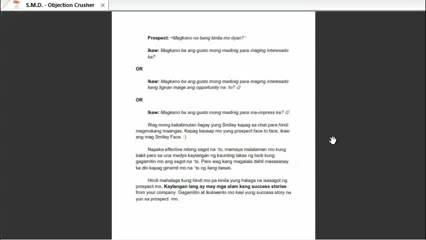 S.M.D. - Objection Crusher
Prospect: "Magkano na bang kinita mo dyan?"
Ikaw: Magkano ba ang gusto mong madinig para maging interesado
ka?
OR
Ikaw: Magkano ba ang gusto mong madinig para maging interesado
kang tignan maige ang opportunity na 'to? ☺
OR
Ikaw: Magkano ba ang gusto mong madinig para ma-impress ka? ☺
Wag mong kakalimutan ilagay yung Smiley kapag sa chat para hindi
magmukhang maangas. Kapag kausap mo yung prospect face to face, ikaw
ang mag Smiley Face. :)
Napaka effective nitong sagot na 'to, mamaya malalaman mo kung
bakit pero sa una medyo kaylangan ng kaunting lakas ng loob kung
gagamitin mo ang sagot na 'to. Pero wag kang magalala dahil masasanay
ka din kapag ginamit mo na 'to ng ilang beses.
Hindi mahalaga kung hindi mo pa kinita yung halaga na isasagot ng
prospect mo. Kaylangan lang ay may mga alam kang success stories
from your company. Gagamitin at ikukwento mo kasi yung success story na
yun sa prospect mo.